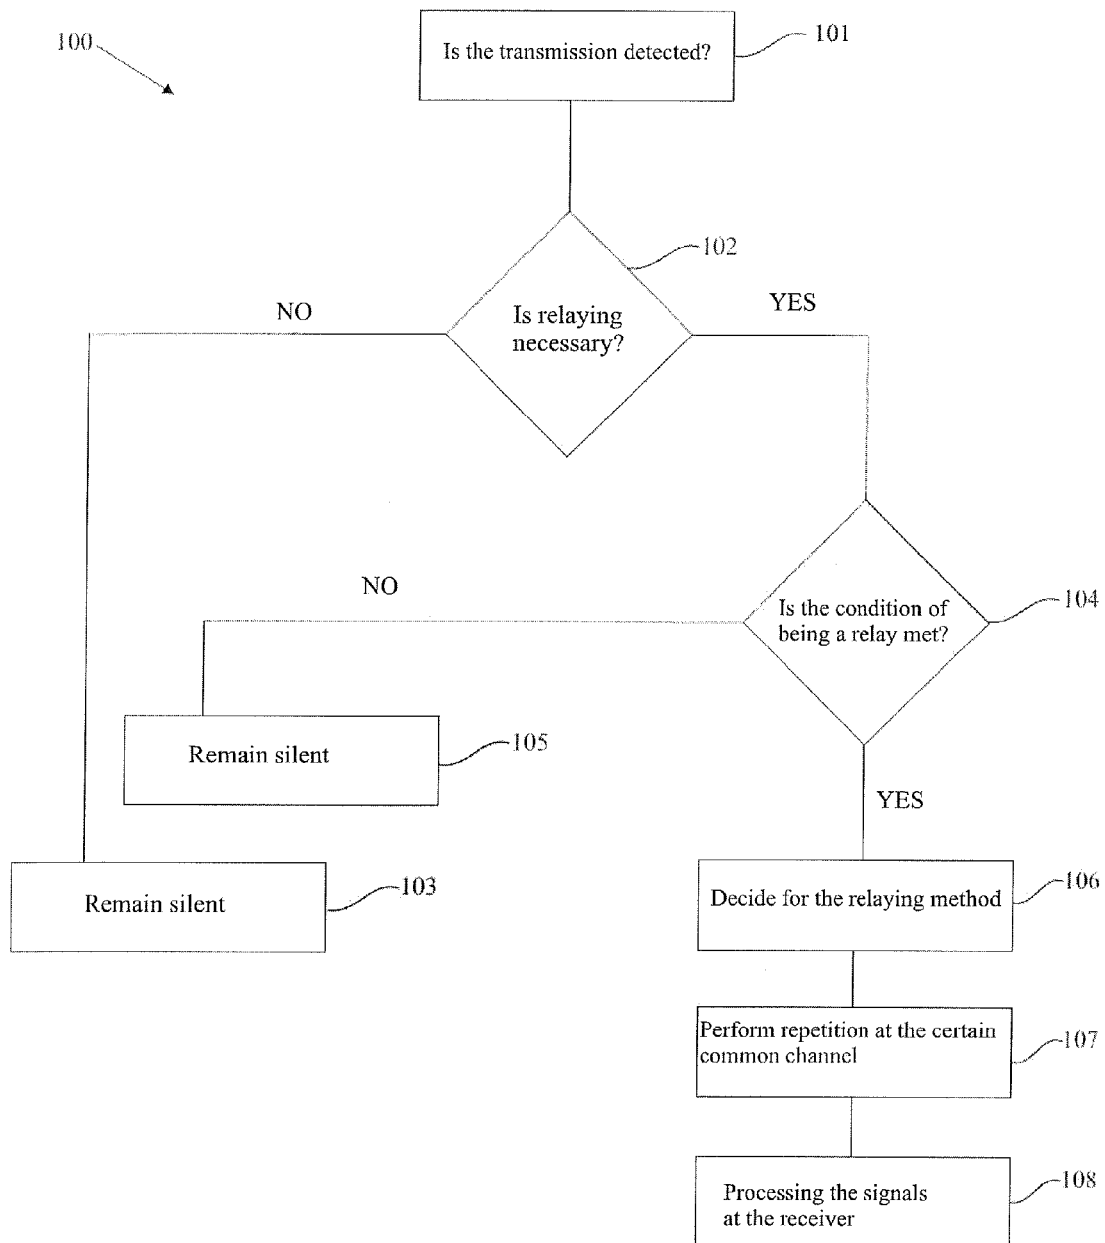 100
Is the transmission detected?
101
102
NO
YES
Is relaying
necessary?
NO
Is the condition of
being a relay met?
104
Remain silent
105
YES
Remain silent
103
Decide for the relaying method
106
Perform repetition at the certain
common channel
107
Processing the signals
at the receiver
108